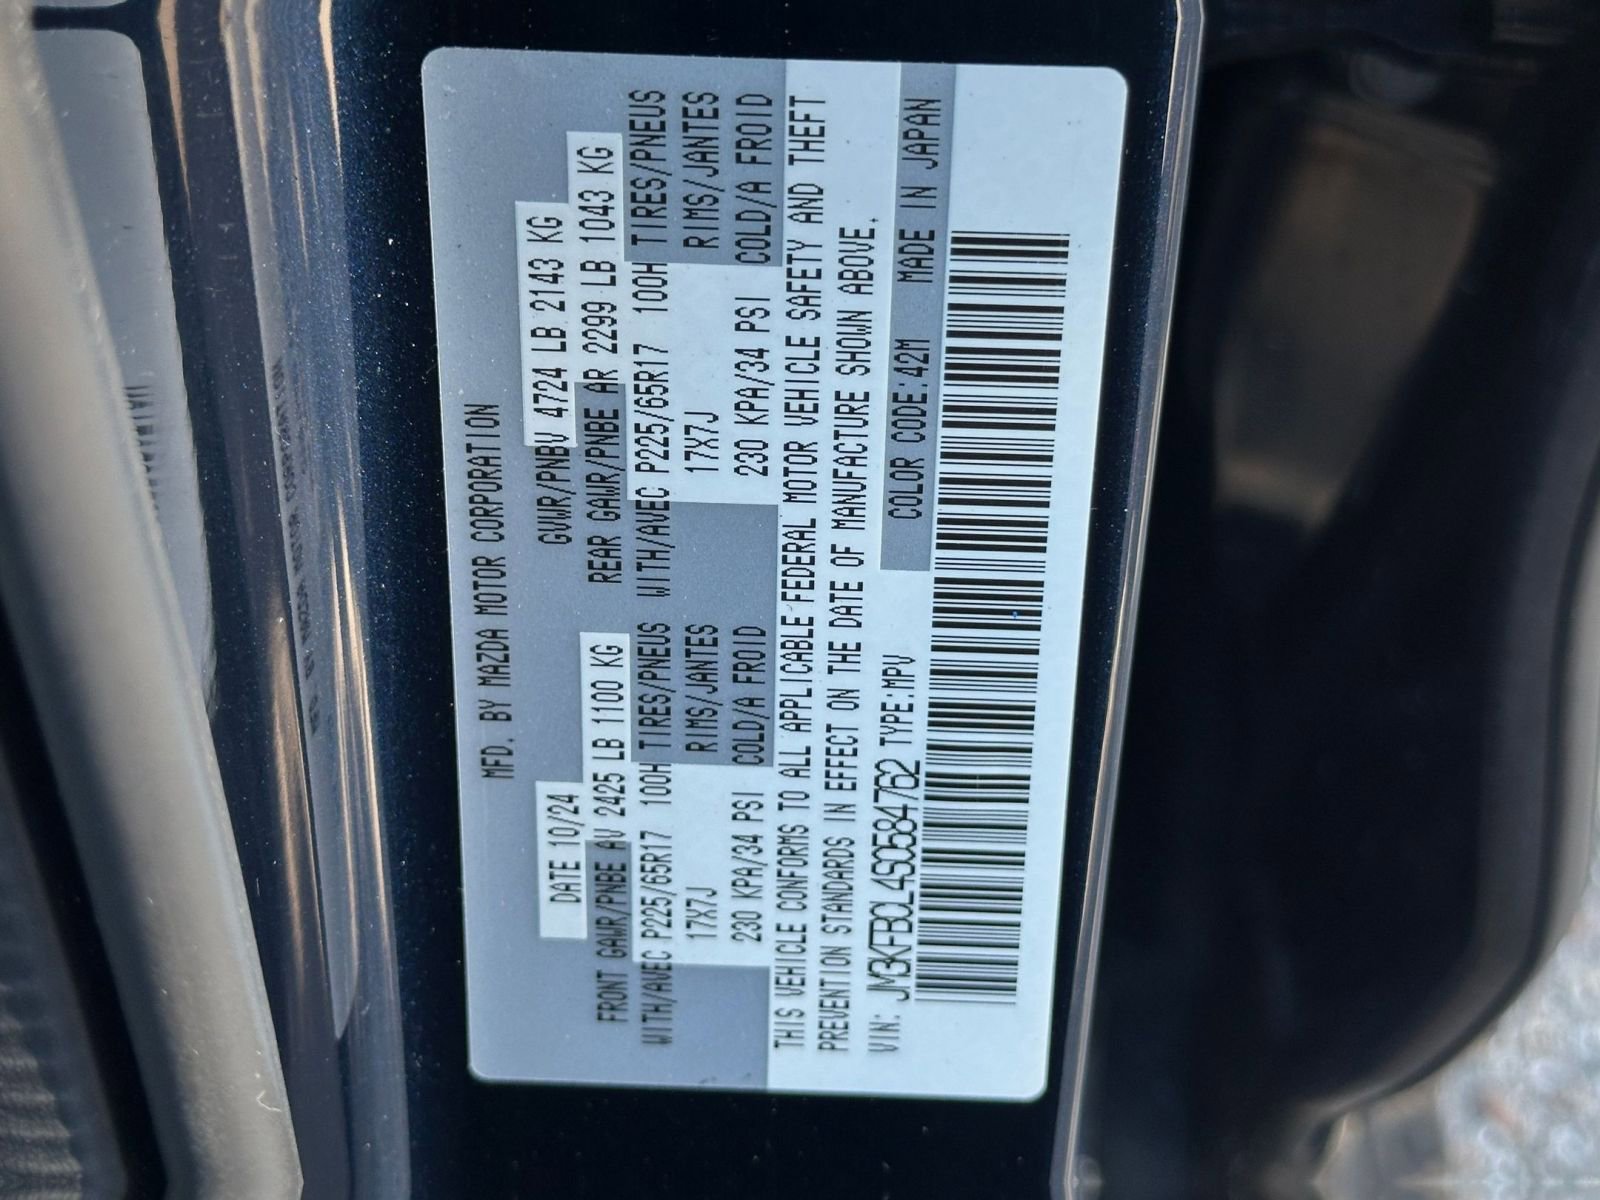 MFD. BY MAZDA MOTOR CORPORATION
DATE 10/24 GVWR/PNBV 4724 LB 2143 KG
FRONT GAWR/PNBE AV 2425 LB 1100 KG REAR GAWR/PNBE AR 2299 LB 1043 KG
WITH/AVEC P225/65R17 100H TIRES/PNEUS WITH/AVEC P225/65R17 100H TIRES/PNEUS
17X7J RIMS/JANTES 17X7J RIMS/JANTES
230 KPA/34 PSI COLD/A FROID 230 KPA/34 PSI COLD/A FROID
THIS VEHICLE CONFORMS TO ALL APPLICABLE FEDERAL MOTOR VEHICLE SAFETY AND THEFT
PREVENTION STANDARDS IN EFFECT ON THE DATE OF MANUFACTURE SHOWN ABOVE.
VIN: JM3KFBCL4S0584762 TYPE:MPV COLOR CODE:42M MADE IN JAPAN